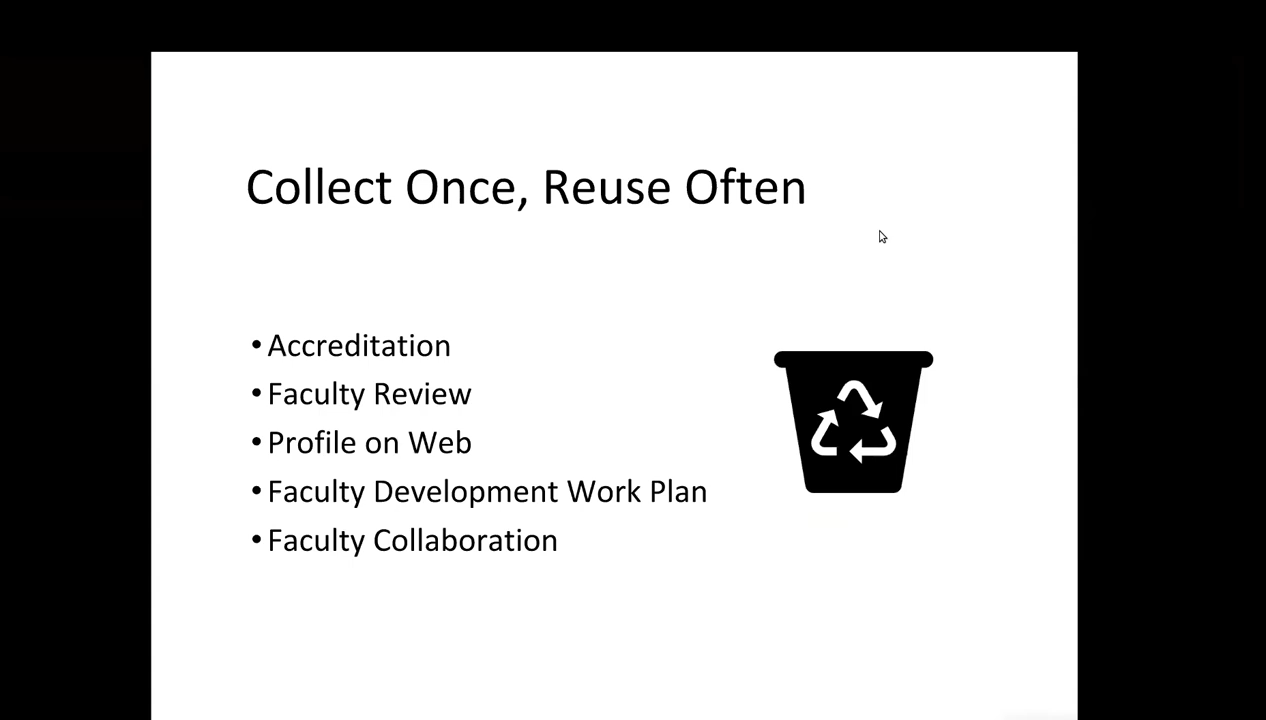 Collect Once, Reuse Often
• Accreditation
• Faculty Review
• Profile on Web
• Faculty Development Work Plan
• Faculty Collaboration